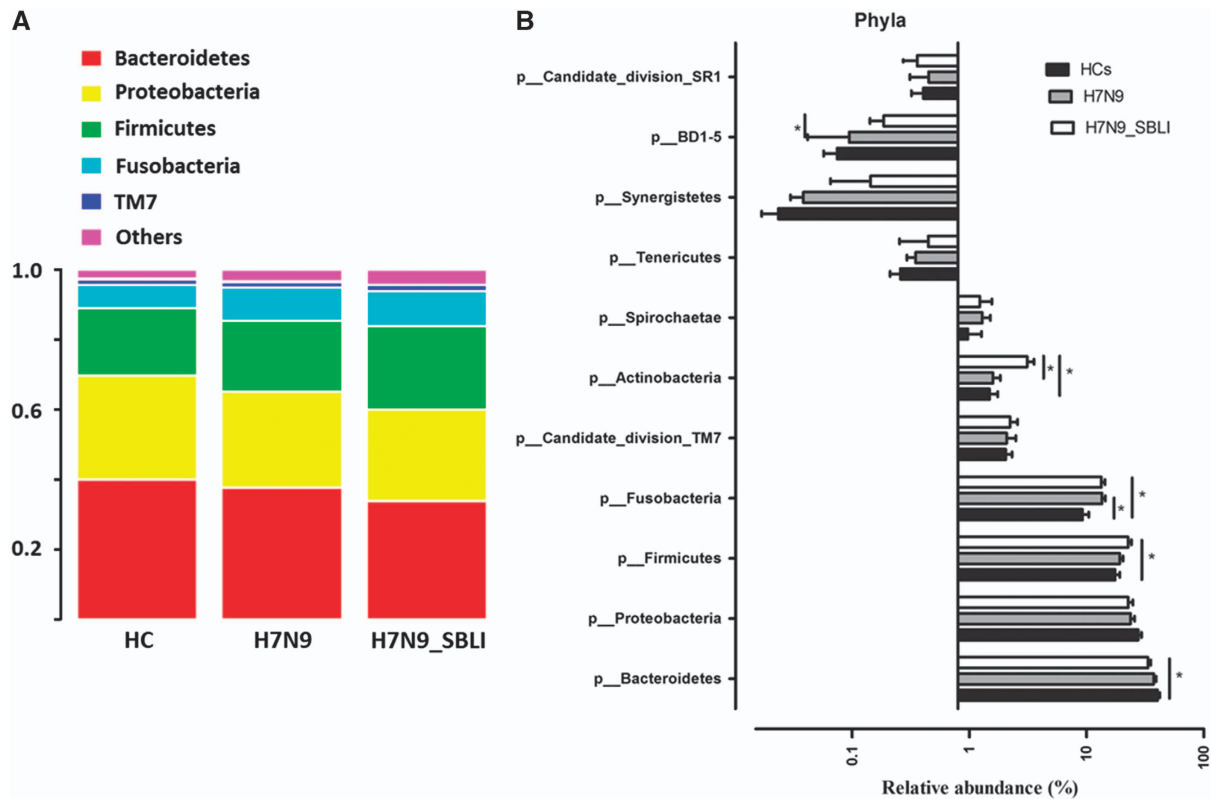 A
Bacteroidetes
Proteobacteria
Firmicutes
Fusobacteria
TM7
Others
1.0
0.6
0.2
HC
H7N9
H7N9_SBLI
B
Phyla
HCs
H7N9
H7N9_SBLI
p__Candidate_division_SR1
p__BD1-5
*
p__Synergistetes
p__Tenericutes
p__Spirochaetae
p__Actinobacteria
* *
p__Candidate_division_TM7
p__Fusobacteria
* *
p__Firmicutes
*
p__Proteobacteria
p__Bacteroidetes
*
0.1
1
10
100
Relative abundance (%)